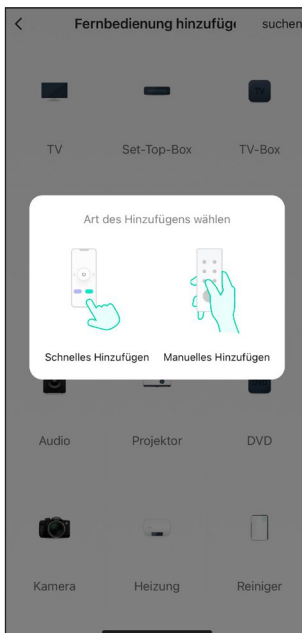 Fernbedienung hinzufüge suchen
TV Set-Top-Box TV-Box
Art des Hinzufügens wählen
Schnelles Hinzufügen Manuelles Hinzufügen
Audio Projektor DVD
Kamera Heizung Reiniger